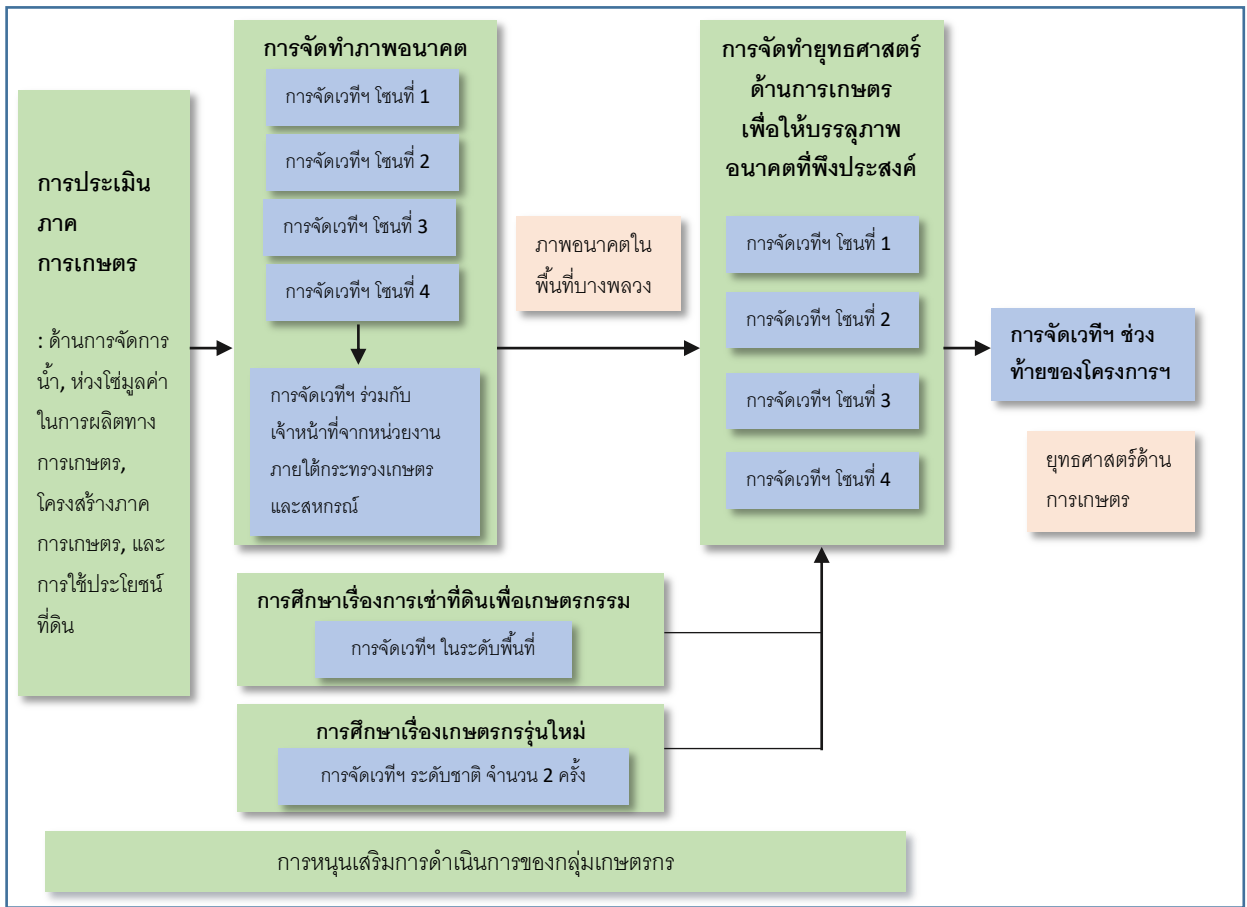 การประเมิน
ภาค
การเกษตร
: ด้านการจัดการ
น้ำ, ห่วงโซ่มูลค่า
ในการผลิตทาง
การเกษตร,
โครงสร้างภาค
การเกษตร, และ
การใช้ประโยชน์
ที่ดิน
การจัดทำภาพอนาคต
การจัดเวทีฯ โซนที่ 1
การจัดเวทีฯ โซนที่ 2
การจัดเวทีฯ โซนที่ 3
การจัดเวทีฯ โซนที่ 4
การจัดเวทีฯ ร่วมกับ
เจ้าหน้าที่จากหน่วยงาน
ภายใต้กระทรวงเกษตร
และสหกรณ์
ภาพอนาคตใน
พื้นที่บางพลวง
การจัดทำยุทธศาสตร์
ด้านการเกษตร
เพื่อให้บรรลุภาพ
อนาคตที่พึงประสงค์
การจัดเวทีฯ โซนที่ 1
การจัดเวทีฯ โซนที่ 2
การจัดเวทีฯ โซนที่ 3
การจัดเวทีฯ โซนที่ 4
การจัดเวทีฯ ช่วง
ท้ายของโครงการฯ
ยุทธศาสตร์ด้าน
การเกษตร
การศึกษาเรื่องการเช่าที่ดินเพื่อเกษตรกรรม
การจัดเวทีฯ ในระดับพื้นที่
การศึกษาเรื่องเกษตรกรรุ่นใหม่
การจัดเวทีฯ ระดับชาติ จำนวน 2 ครั้ง
การหนุนเสริมการดำเนินการของกลุ่มเกษตรกร